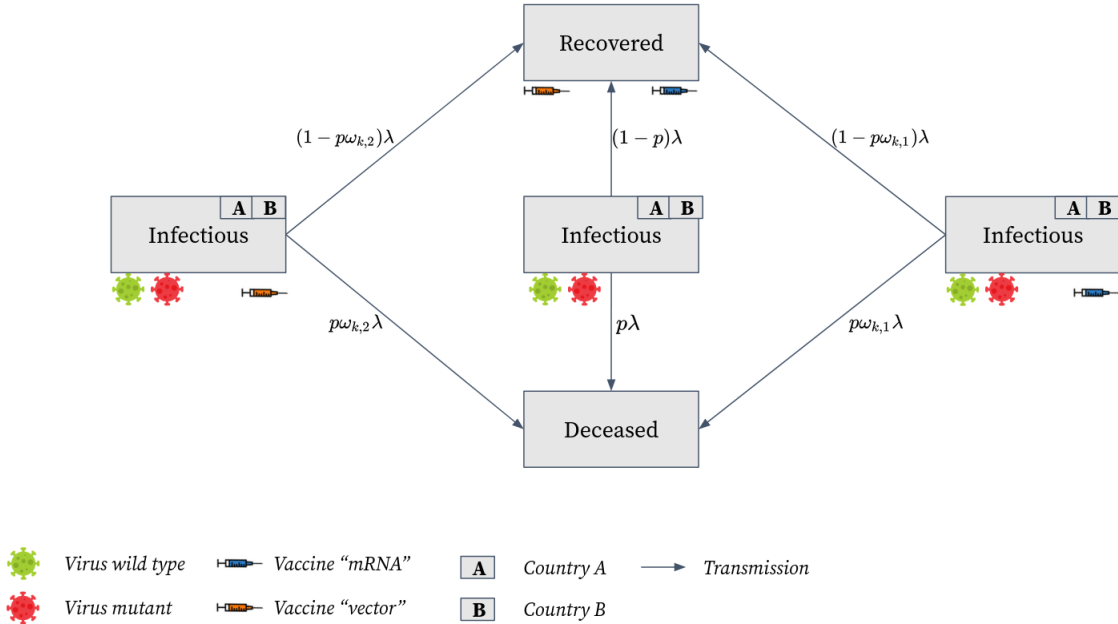 Recovered
(1 − pω_{k,2})λ
(1 − p)λ
(1 − pω_{k,1})λ
A B
Infectious
A B
Infectious
A B
Infectious
pω_{k,2}λ
pλ
pω_{k,1}λ
Deceased
Virus wild type
Vaccine “mRNA”
A
Country A
Transmission
Virus mutant
Vaccine “vector”
B
Country B